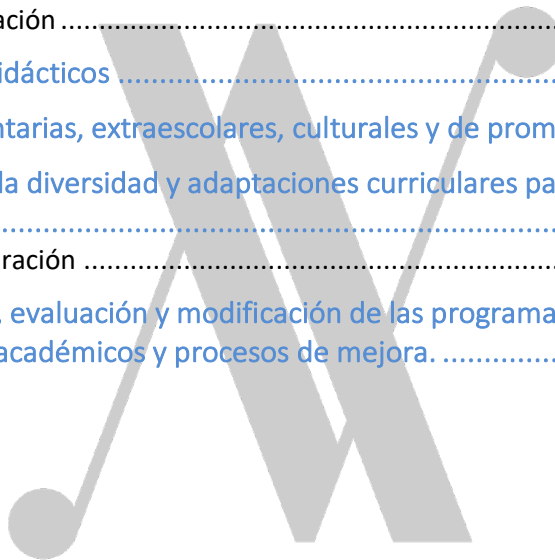 ación ..........................................................................
idácticos ................................................................
ntarias, extraescolares, culturales y de prom
la diversidad y adaptaciones curriculares pa
................................................................................
ración .....................................................................
, evaluación y modificación de las programa
académicos y procesos de mejora. ................